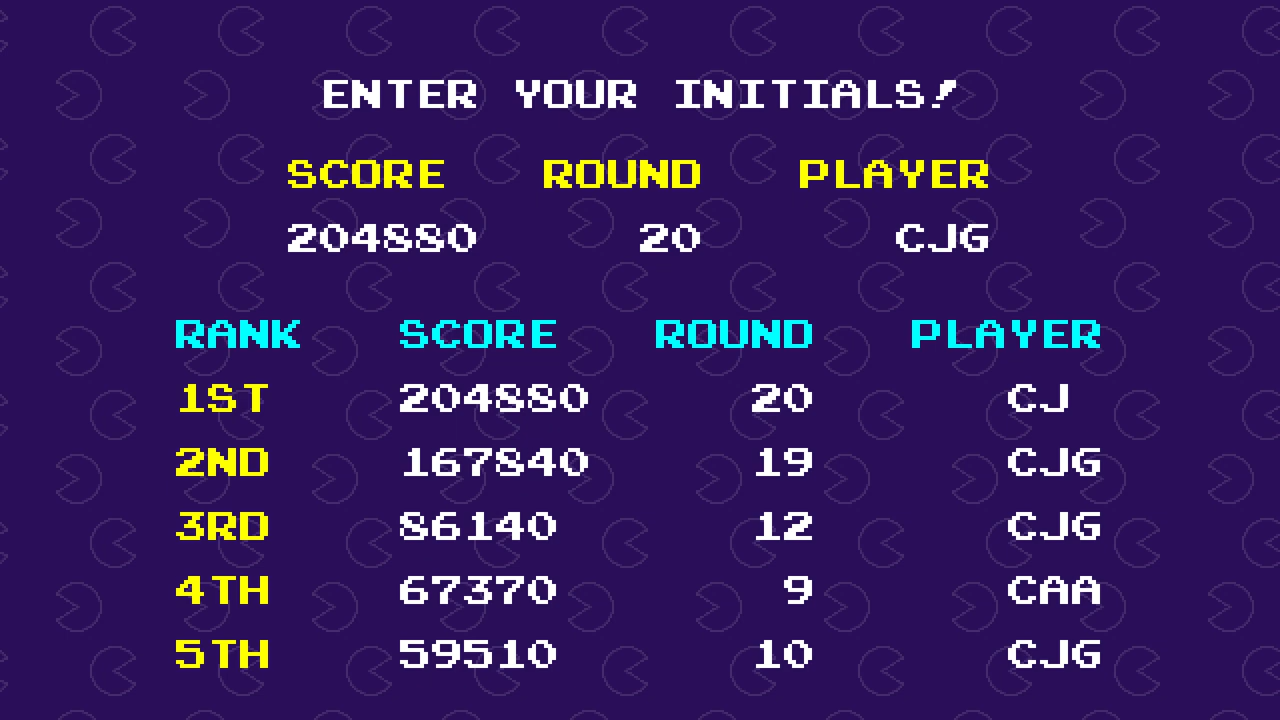 ENTER YOUR INITIALS!
SCORE ROUND PLAYER
204880 20 CJG
RANK SCORE ROUND PLAYER
1ST 204880 20 CJ
2ND 167840 19 CJG
3RD 86140 12 CJG
4TH 67370 9 CAA
5TH 59510 10 CJG